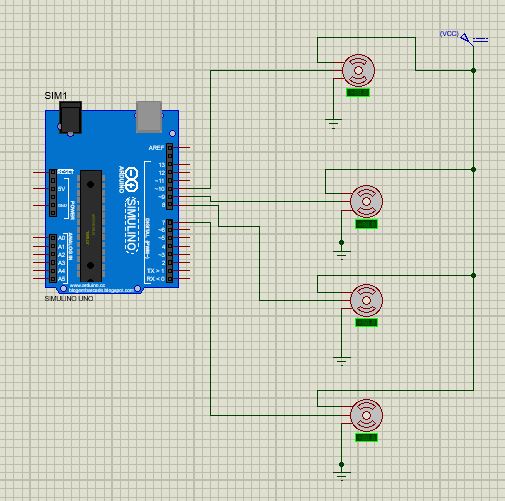 (VCC)
SIM1
AREF
13
12
~11
~10
~9
8
7
~6
~5
4
~3
2
TX > 1
RX < 0
RESET
5V
GND
POWER
A0
A1
A2
A3
A4
A5
ANALOG IN
ARDUINO
SIMULINO
DIGITAL (PWM~)
www.arduino.cc
blogembarcado.blogspot.com
SIMULINO UNO